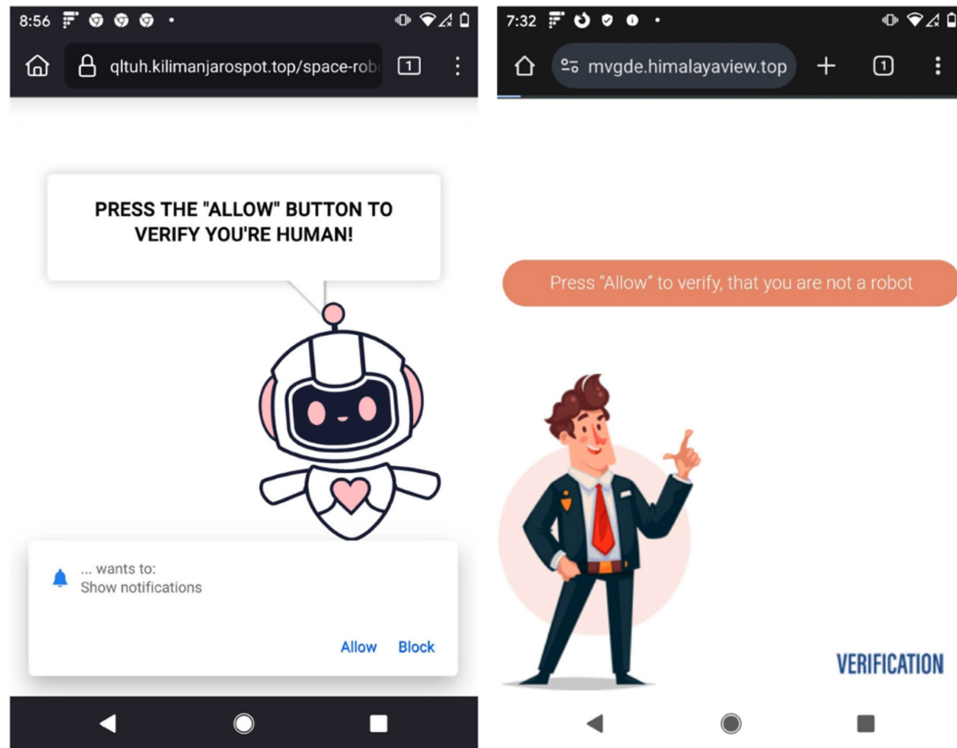 8:56
qltuh.kilimanjarospot.top/space-rob
1
PRESS THE "ALLOW" BUTTON TO
VERIFY YOU'RE HUMAN!
... wants to:
Show notifications
Allow Block
7:32
mvgde.himalayaview.top
1
Press "Allow" to verify, that you are not a robot
VERIFICATION